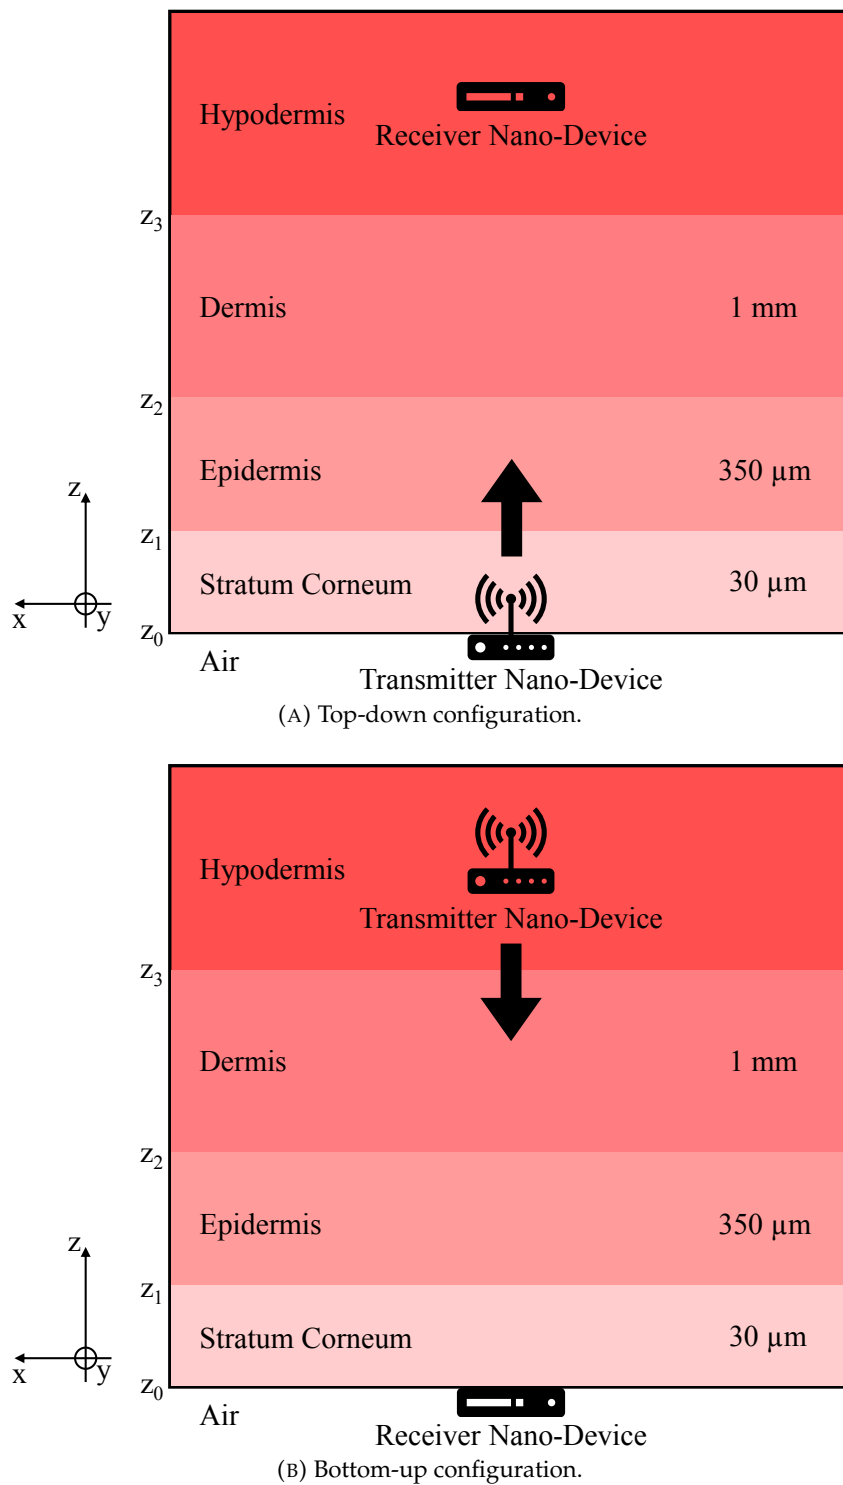 Hypodermis
Receiver Nano-Device
z3
Dermis 1 mm
z2
Epidermis 350 µm
z
z1
Stratum Corneum 30 µm
x y
z0
Air
Transmitter Nano-Device
(A) Top-down configuration.
Hypodermis
Transmitter Nano-Device
z3
Dermis 1 mm
z2
Epidermis 350 µm
z
z1
Stratum Corneum 30 µm
x y
z0
Air
Receiver Nano-Device
(B) Bottom-up configuration.